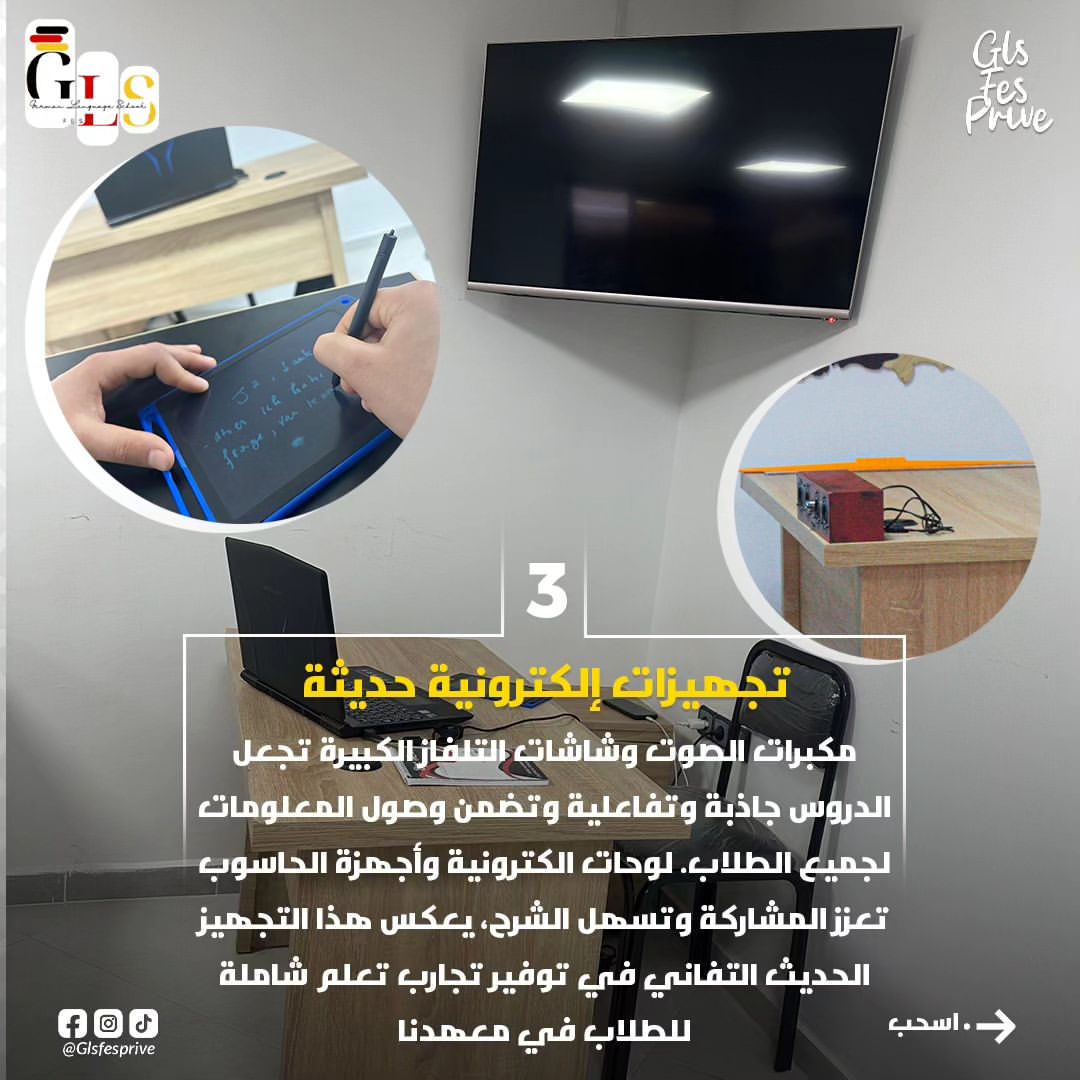 GLS
German Language School
FES
Gls
Fes
Prive
3
تجهيزات إلكترونية حديثة
مكبرات الصوت وشاشات التلفاز الكبيرة تجعل
الدروس جاذبة وتفاعلية وتضمن وصول المعلومات
لجميع الطلاب. لوحات الكترونية وأجهزة الحاسوب
تعزز المشاركة وتسهل الشرح، يعكس هذا التجهيز
الحديث التفاني في توفير تجارب تعلم شاملة
للطلاب في معهدنا
اسحب
@Glsfesprive